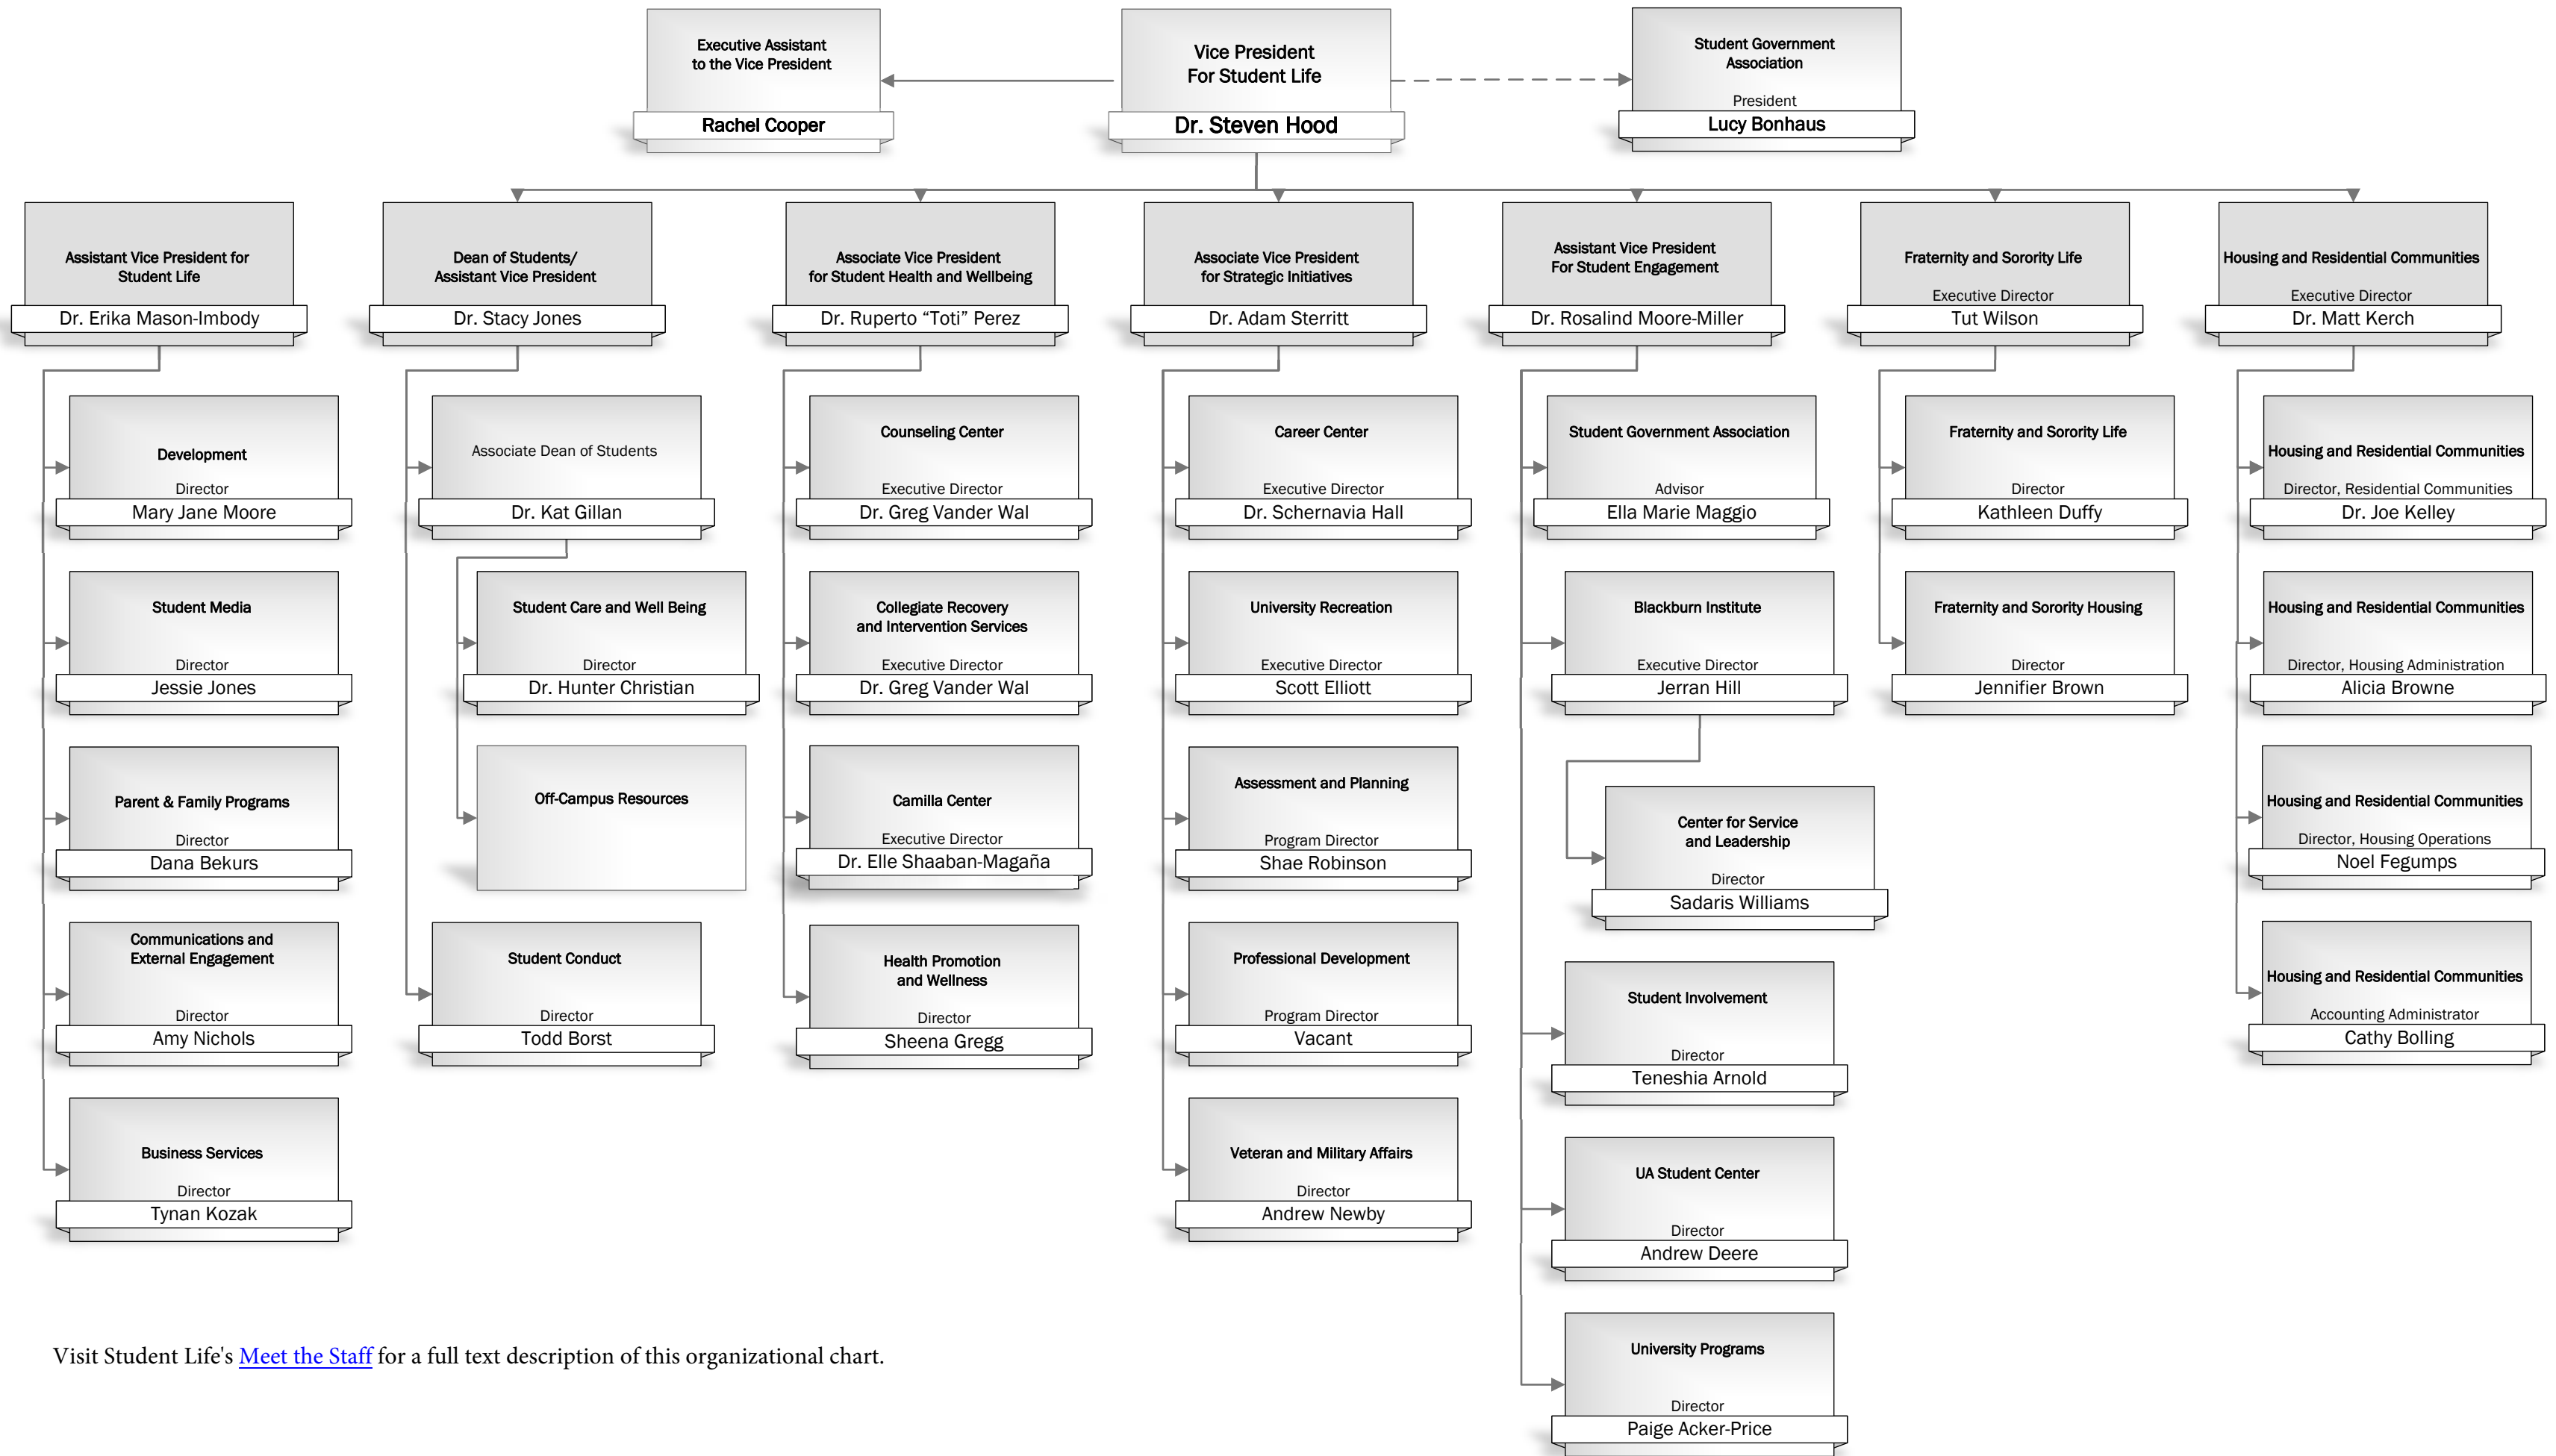 Executive Assistant
to the Vice President
Rachel Cooper
Vice President
For Student Life
Dr. Steven Hood
Student Government
Association
President
Lucy Bonhaus
Assistant Vice President for
Student Life
Dr. Erika Mason-Imbody
Development
Director
Mary Jane Moore
Student Media
Director
Jessie Jones
Parent & Family Programs
Director
Dana Bekurs
Communications and
External Engagement
Director
Amy Nichols
Business Services
Director
Tynan Kozak
Dean of Students/
Assistant Vice President
Dr. Stacy Jones
Associate Dean of Students
Dr. Kat Gillan
Student Care and Well Being
Director
Dr. Hunter Christian
Off-Campus Resources
Student Conduct
Director
Todd Borst
Associate Vice President
for Student Health and Wellbeing
Dr. Ruperto “Toti” Perez
Counseling Center
Executive Director
Dr. Greg Vander Wal
Collegiate Recovery
and Intervention Services
Executive Director
Dr. Greg Vander Wal
Camilla Center
Executive Director
Dr. Elle Shaaban-Magaña
Health Promotion
and Wellness
Director
Sheena Gregg
Associate Vice President
for Strategic Initiatives
Dr. Adam Sterritt
Career Center
Executive Director
Dr. Schernavia Hall
University Recreation
Executive Director
Scott Elliott
Assessment and Planning
Program Director
Shae Robinson
Professional Development
Program Director
Vacant
Veteran and Military Affairs
Director
Andrew Newby
Assistant Vice President
For Student Engagement
Dr. Rosalind Moore-Miller
Student Government Association
Advisor
Ella Marie Maggio
Blackburn Institute
Executive Director
Jerran Hill
Center for Service
and Leadership
Director
Sadaris Williams
Student Involvement
Director
Teneshia Arnold
UA Student Center
Director
Andrew Deere
University Programs
Director
Paige Acker-Price
Fraternity and Sorority Life
Executive Director
Tut Wilson
Fraternity and Sorority Life
Director
Kathleen Duffy
Fraternity and Sorority Housing
Director
Jennifier Brown
Housing and Residential Communities
Executive Director
Dr. Matt Kerch
Housing and Residential Communities
Director, Residential Communities
Dr. Joe Kelley
Housing and Residential Communities
Director, Housing Administration
Alicia Browne
Housing and Residential Communities
Director, Housing Operations
Noel Fegumps
Housing and Residential Communities
Accounting Administrator
Cathy Bolling
Visit Student Life's Meet the Staff for a full text description of this organizational chart.